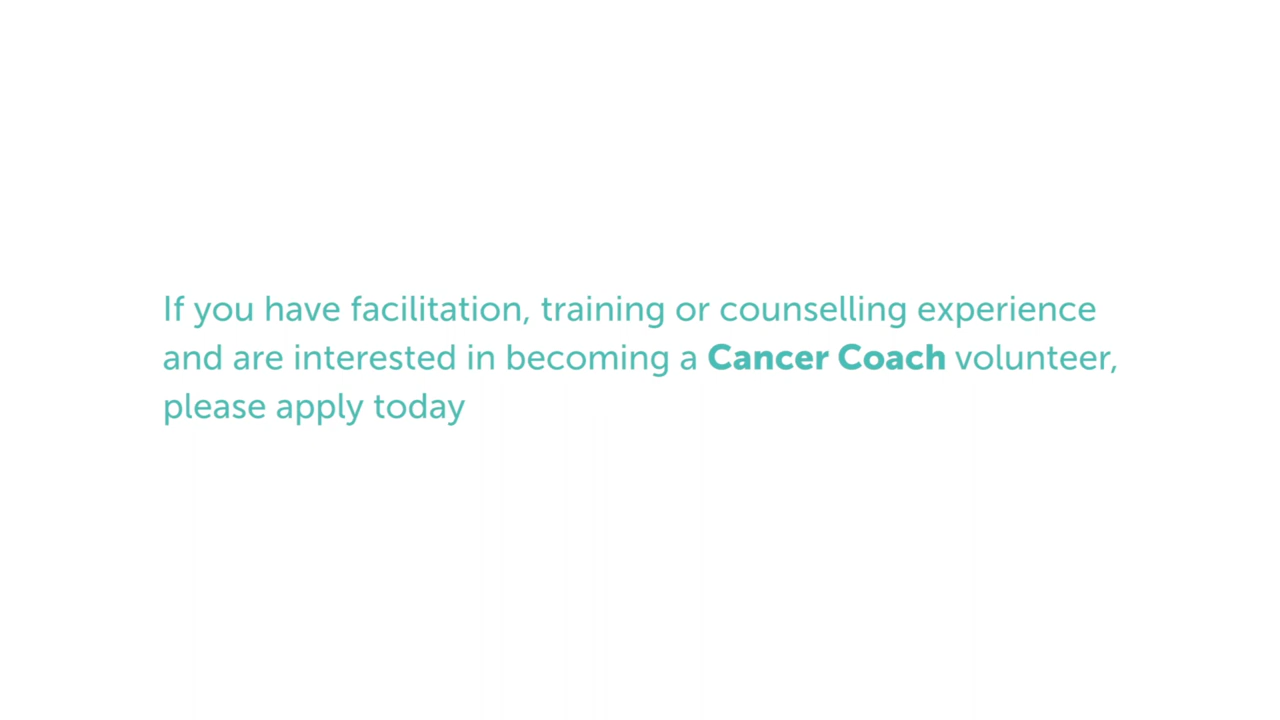 If you have facilitation, training or counselling experience
and are interested in becoming a Cancer Coach volunteer,
please apply today